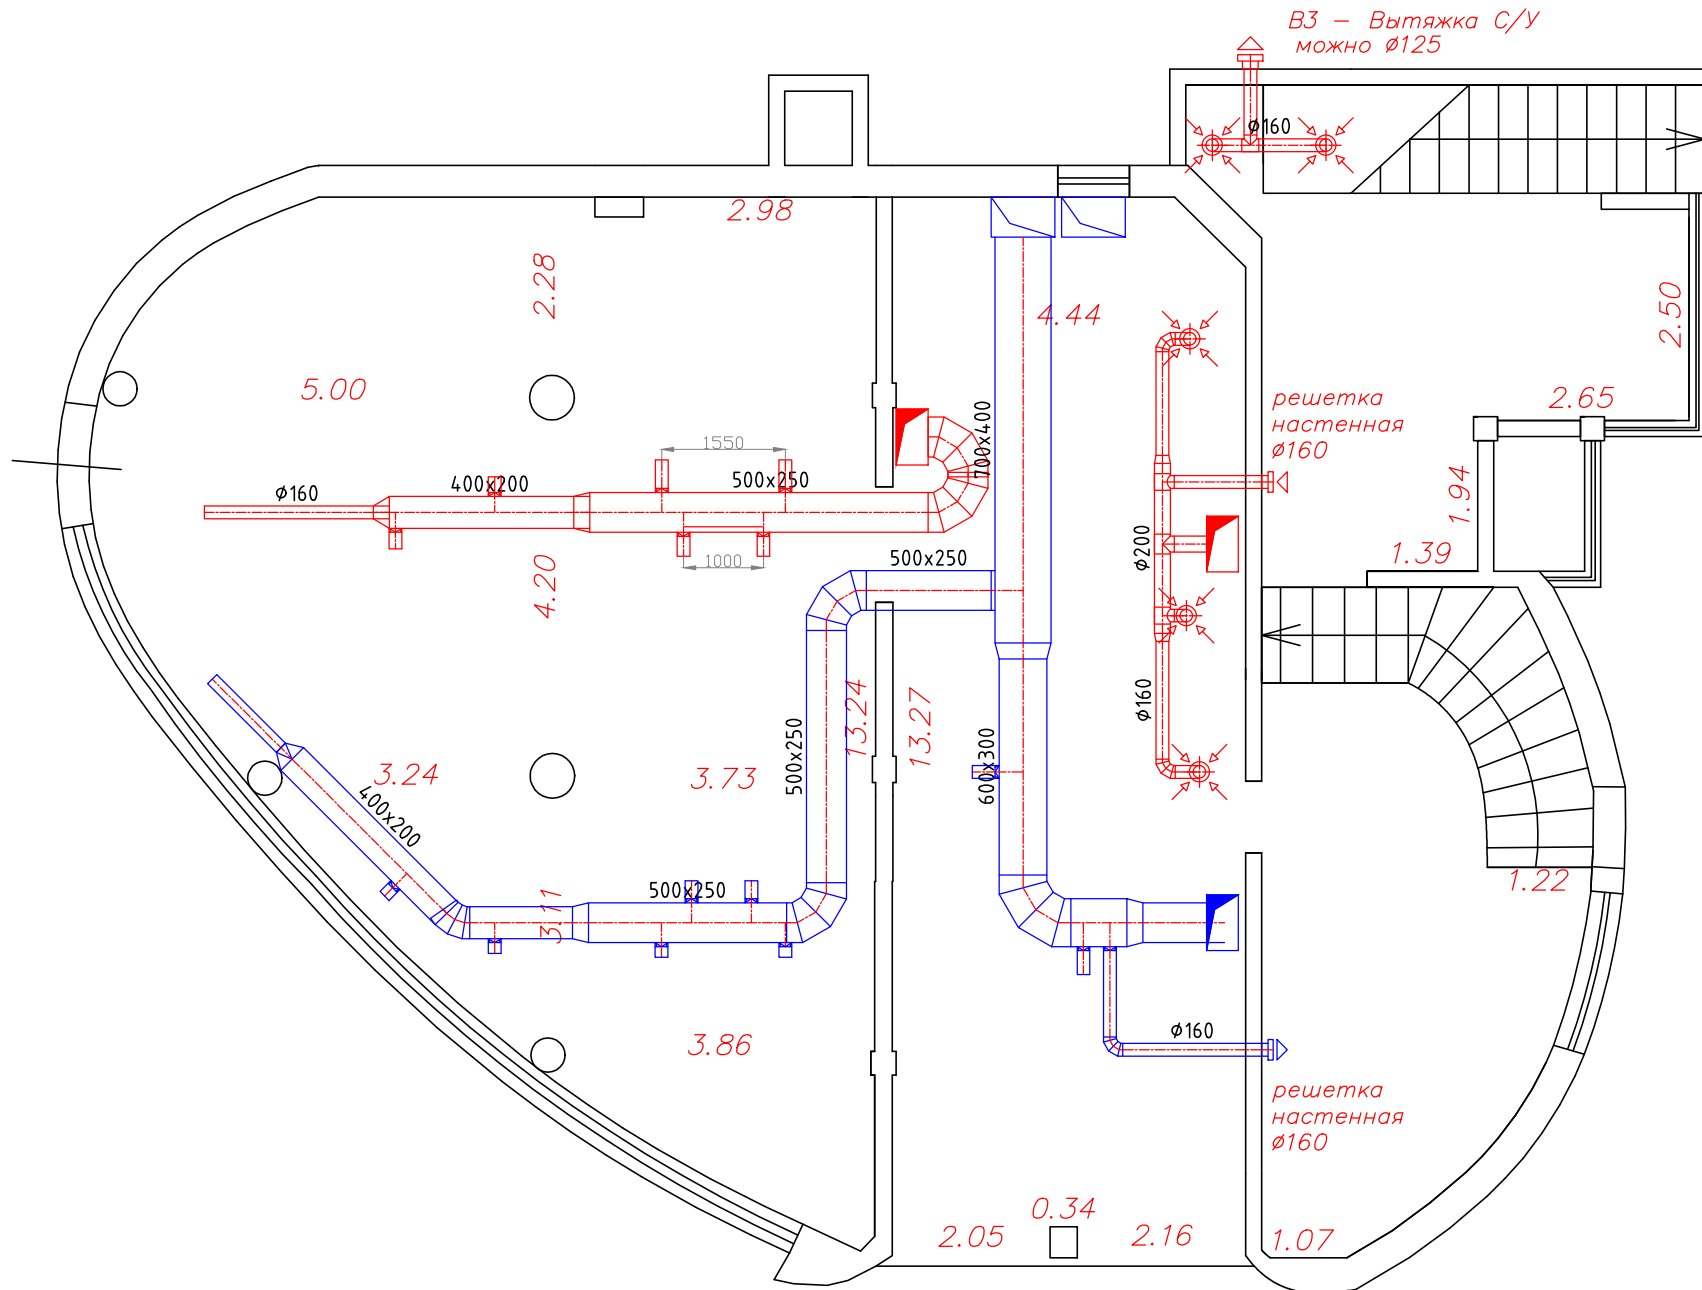 В3 – Вытяжка С/У
можно ø125
ø160
2.98
2.28
4.44
2.50
5.00
решетка
настенная
ø160
2.65
1550
700x400
ø160
400x200
500x250
1.94
1000
ø200
1.39
500x250
4.20
ø160
13.24
13.27
500x250
600x300
3.24
3.73
400x200
500x250
3.11
1.22
3.86
ø160
решетка
настенная
ø160
0.34
2.05
2.16
1.07